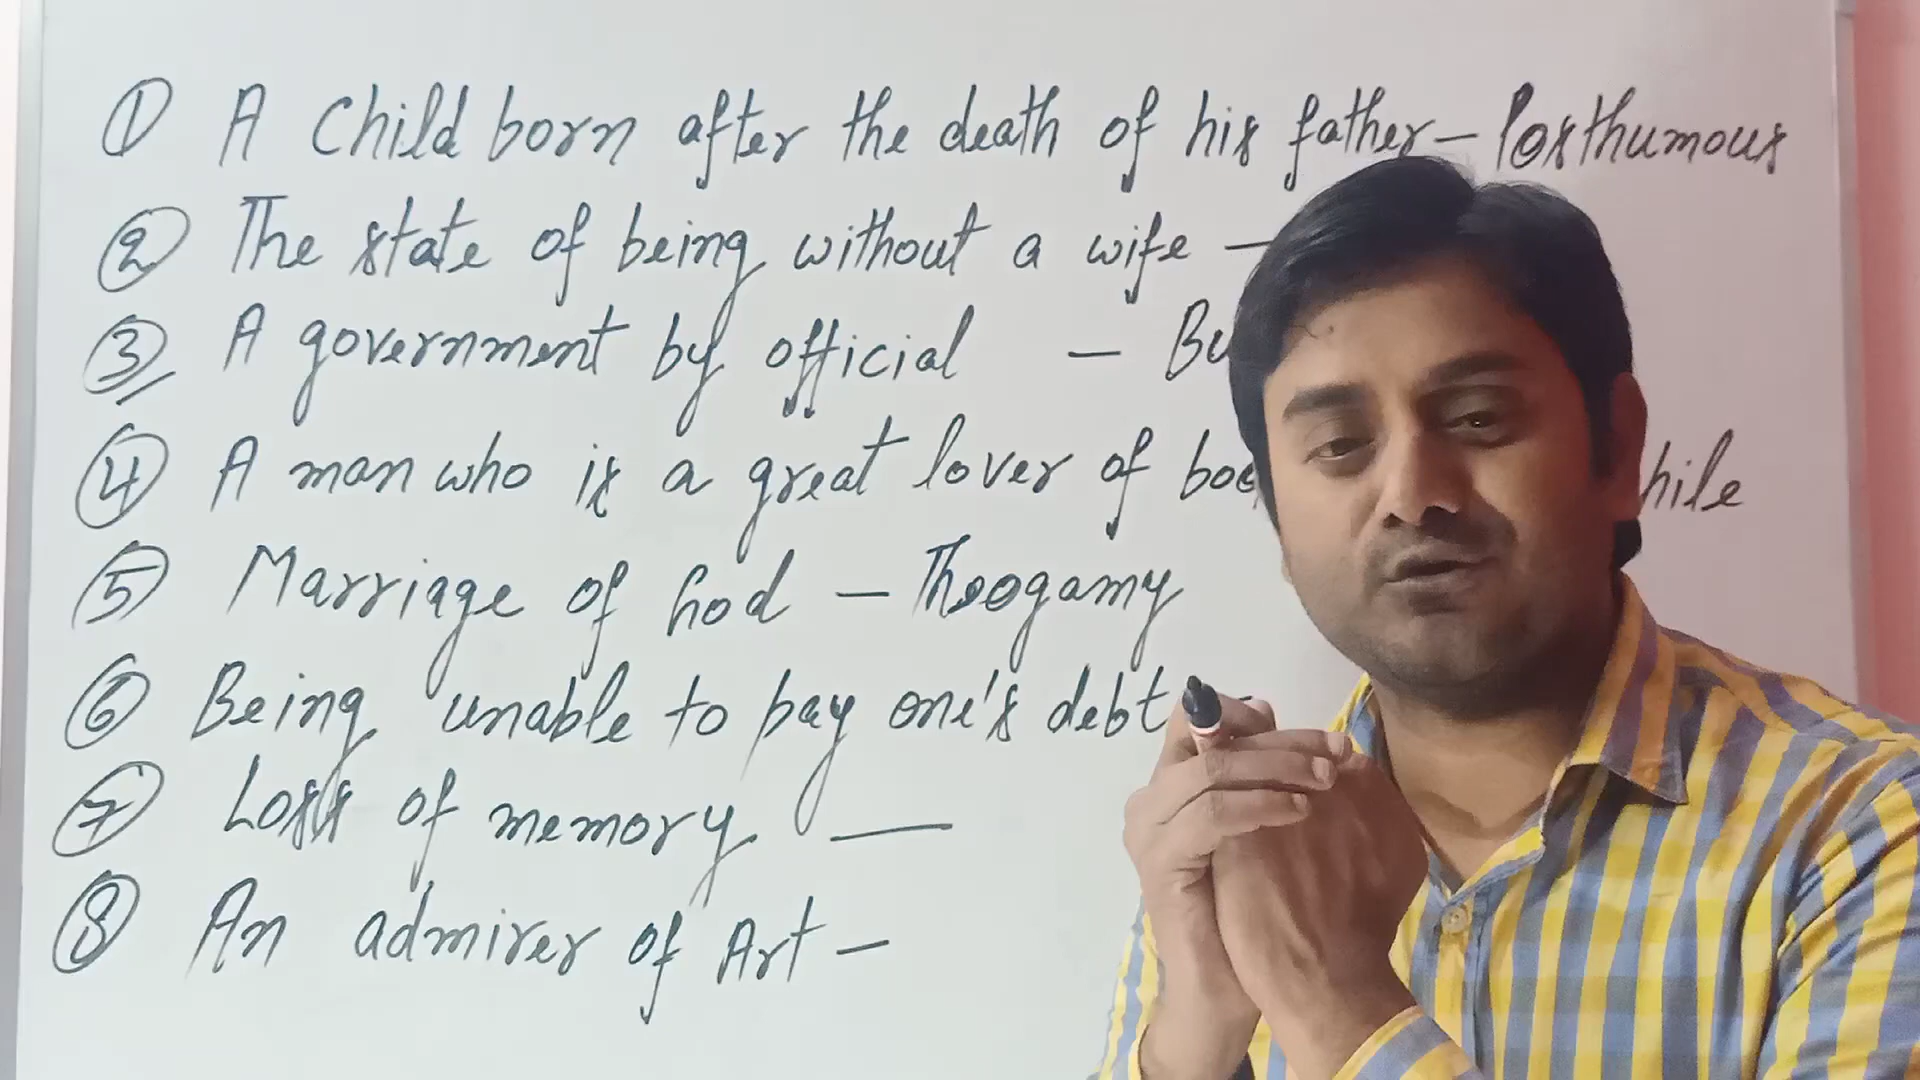 ① A child born after the death of his father - Posthumous
② The state of being without a wife -
③ A government by official - Bu
④ A man who is a great lover of boo hile
⑤ Marriage of God - Theogamy
⑥ Being unable to pay one's debt -
⑦ Loss of memory —
⑧ An admirer of Art -